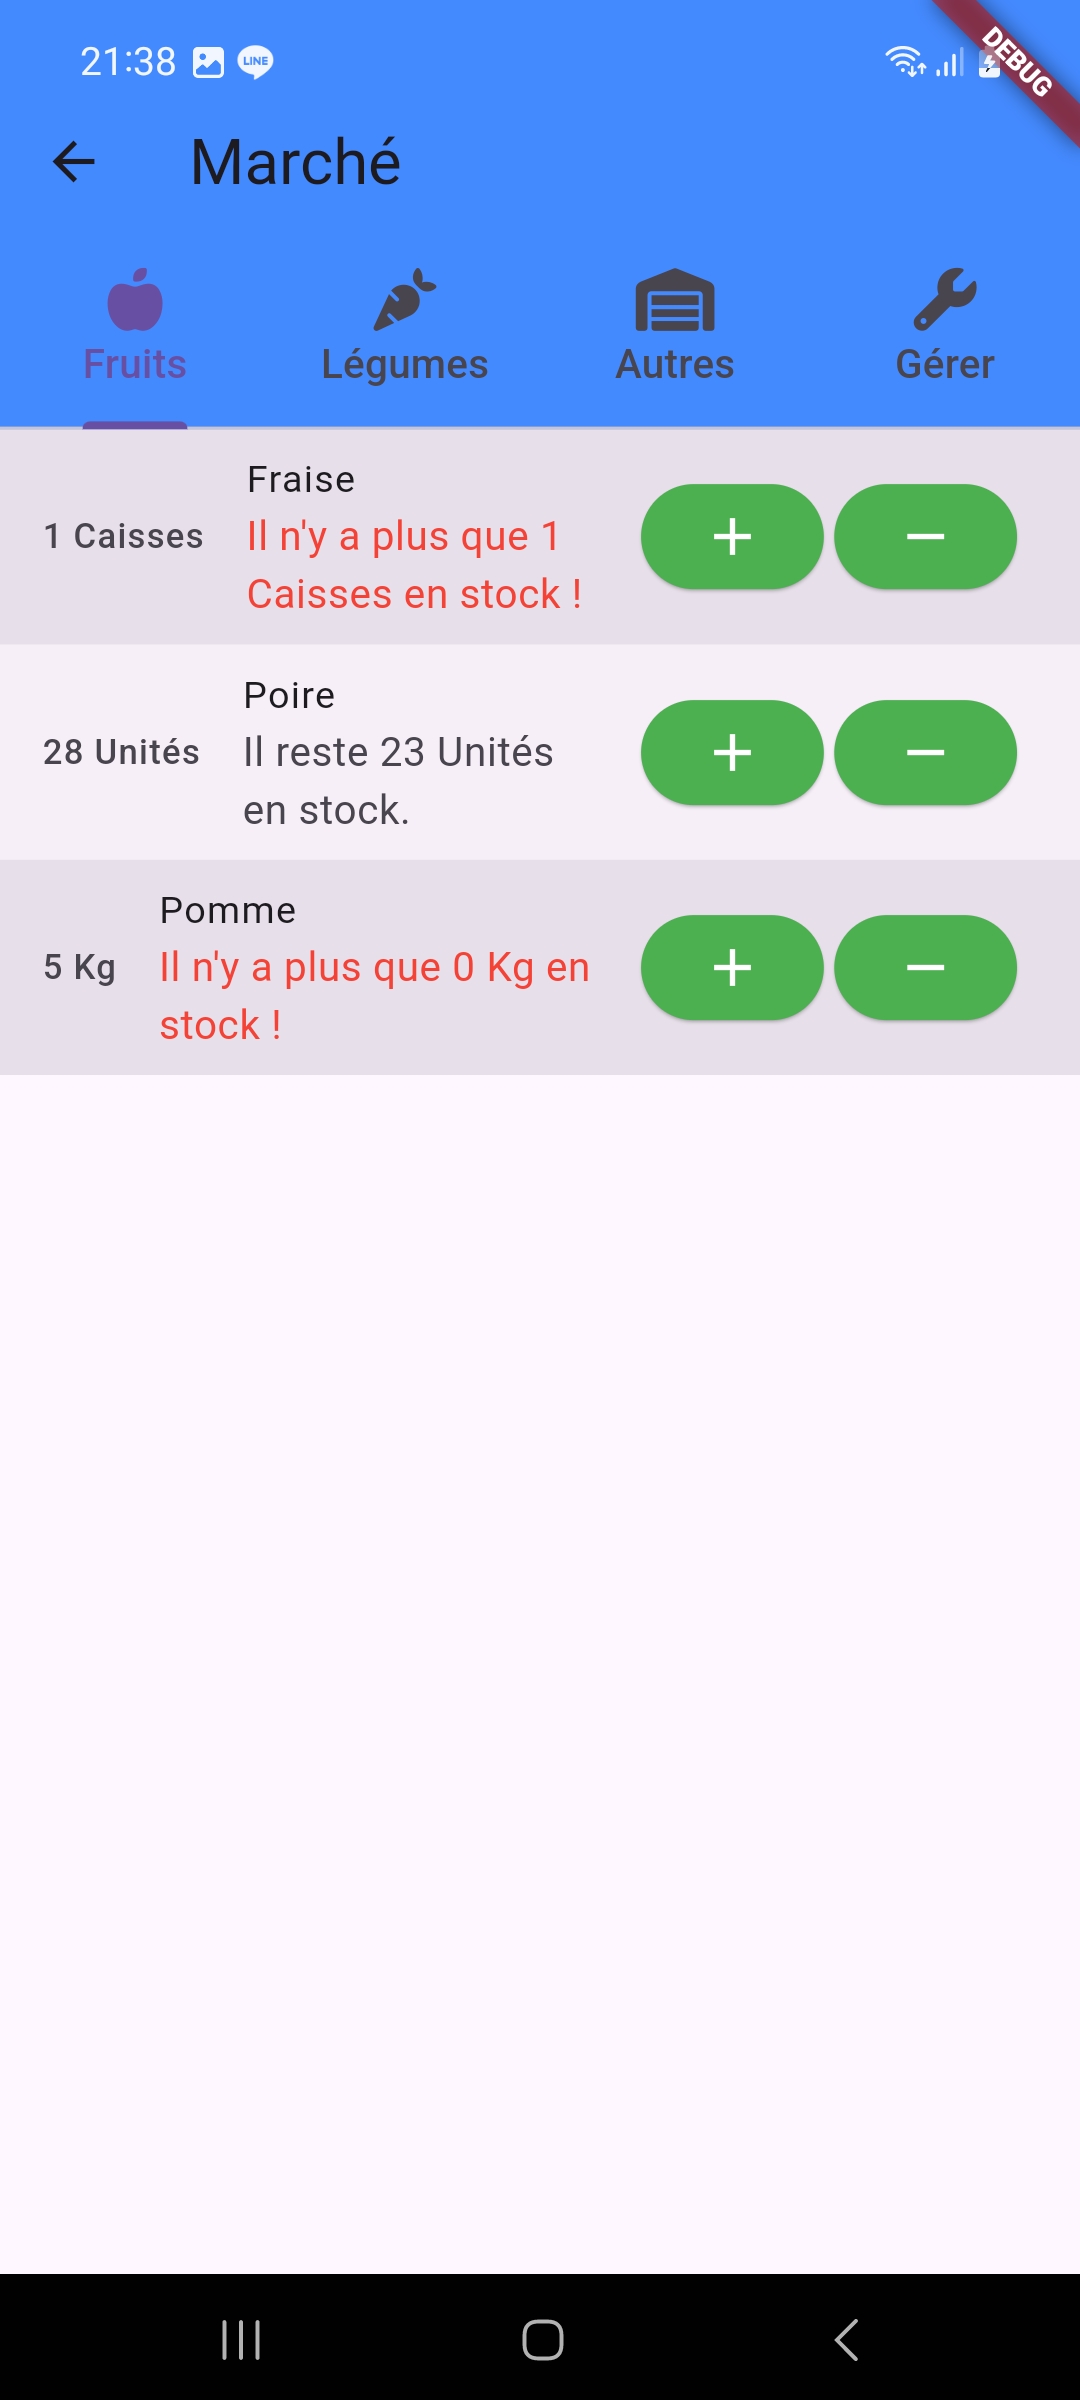 21:38
LINE
DEBUG
Marché
Fruits
Légumes
Autres
Gérer
1 Caisses
Fraise
Il n'y a plus que 1
Caisses en stock !
28 Unités
Poire
Il reste 23 Unités
en stock.
5 Kg
Pomme
Il n'y a plus que 0 Kg en
stock !